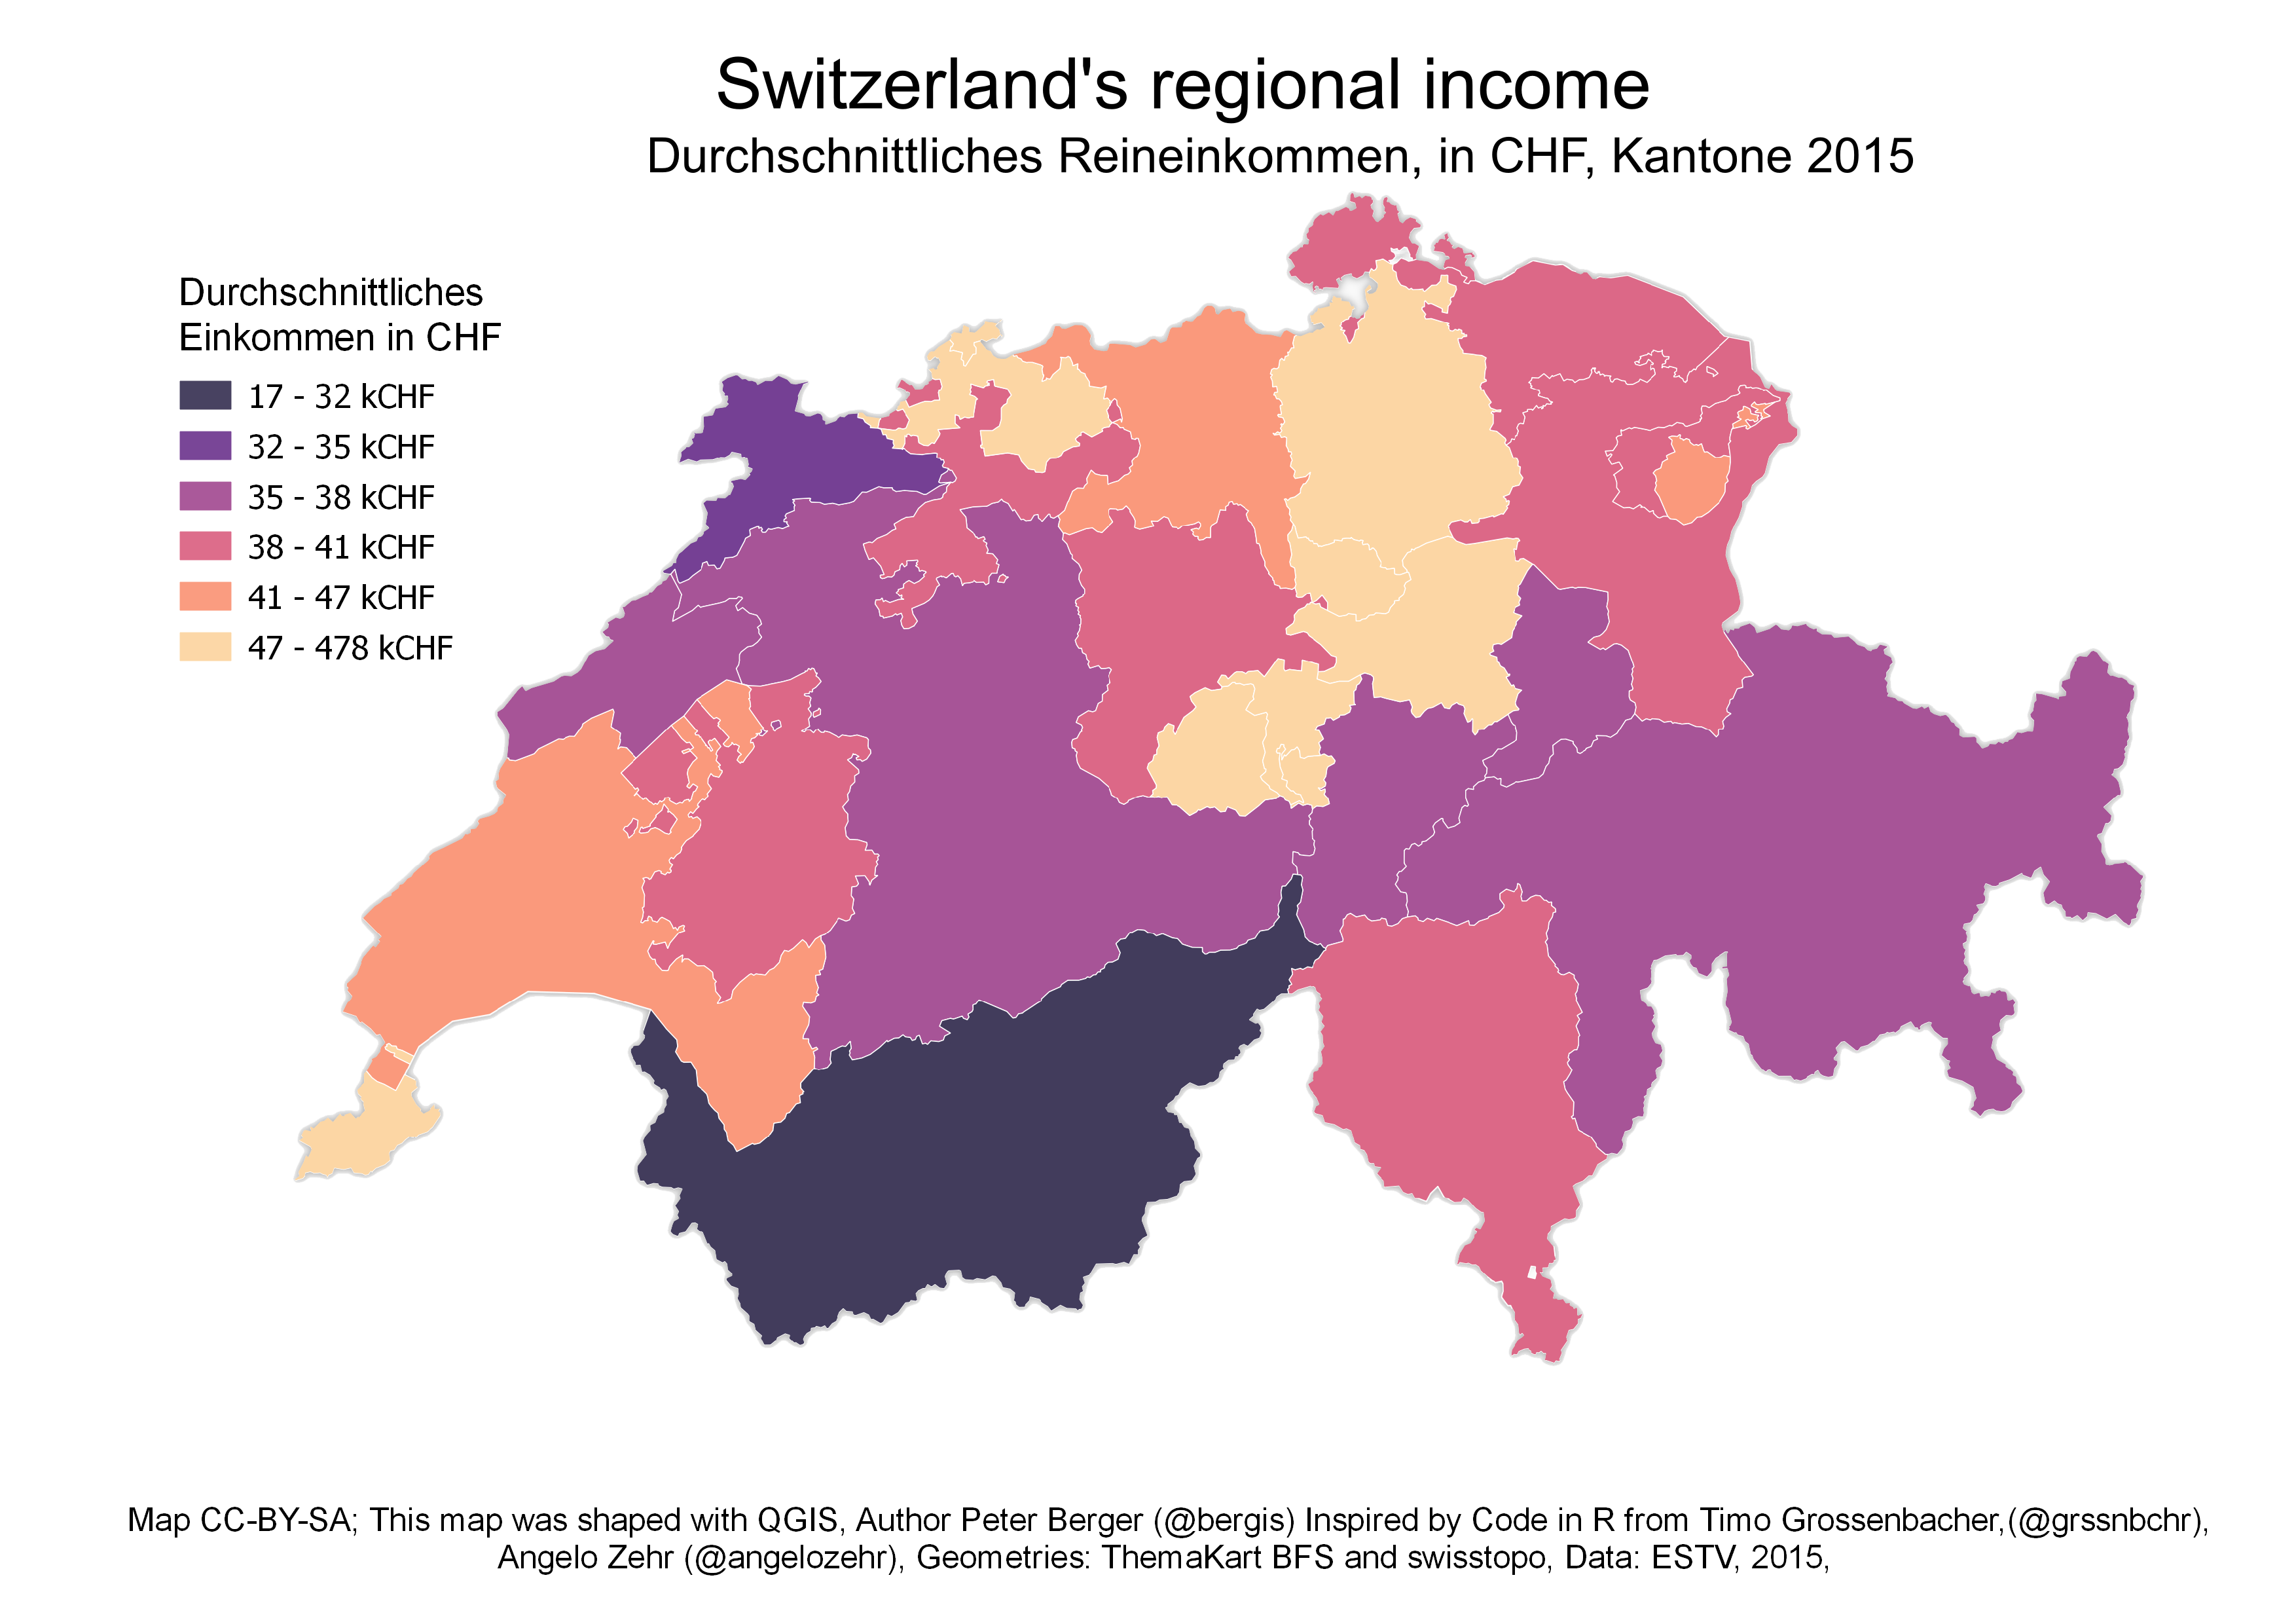 Switzerland's regional income
Durchschnittliches Reineinkommen, in CHF, Kantone 2015
Durchschnittliches
Einkommen in CHF
17 - 32 kCHF
32 - 35 kCHF
35 - 38 kCHF
38 - 41 kCHF
41 - 47 kCHF
47 - 478 kCHF
Map CC-BY-SA; This map was shaped with QGIS, Author Peter Berger (@bergis) Inspired by Code in R from Timo Grossenbacher,(@grssnbchr),
Angelo Zehr (@angelozehr), Geometries: ThemaKart BFS and swisstopo, Data: ESTV, 2015,